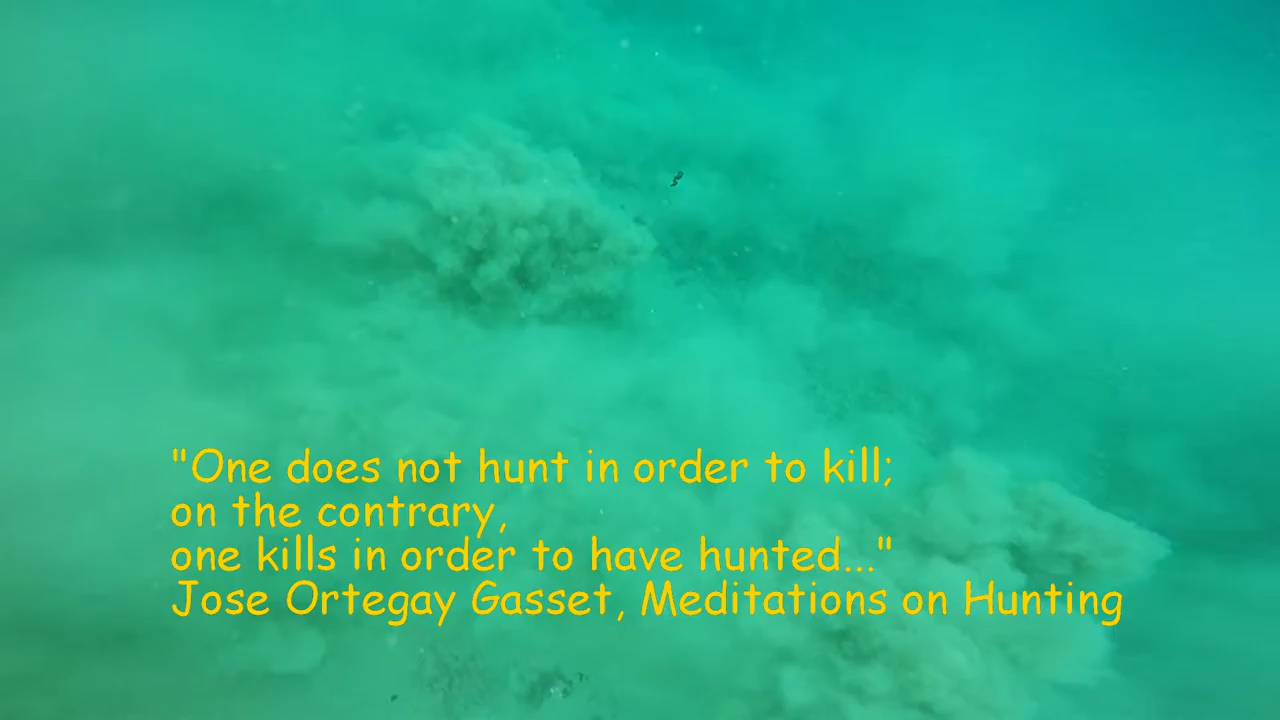 "One does not hunt in order to kill;
on the contrary,
one kills in order to have hunted..."
Jose Ortegay Gasset, Meditations on Hunting